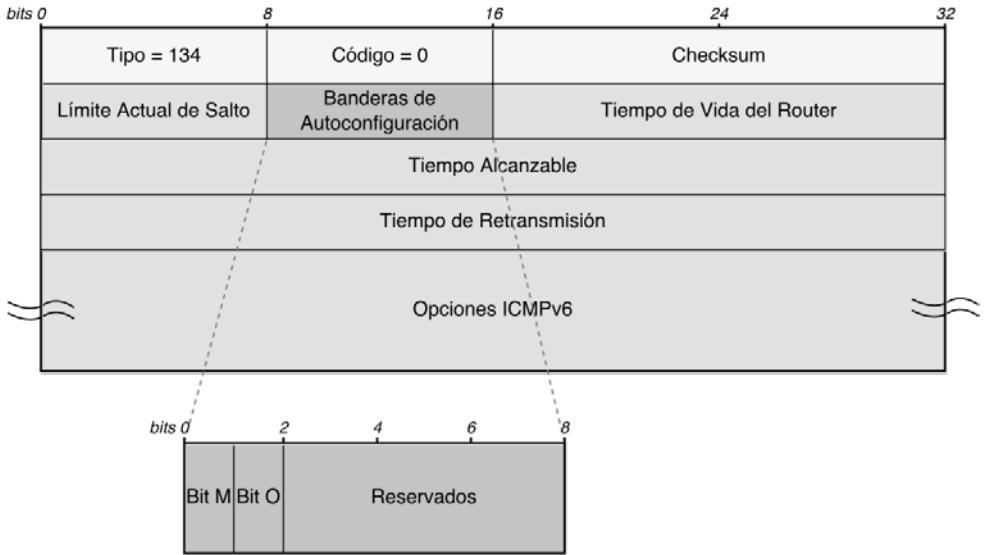 bits 0 8 16 24 32
Tipo = 134 Código = 0 Checksum
Límite Actual de Salto Banderas de Autoconfiguración Tiempo de Vida del Router
Tiempo Alcanzable
Tiempo de Retransmisión
Opciones ICMPv6
bits 0 2 4 6 8
Bit M Bit O Reservados